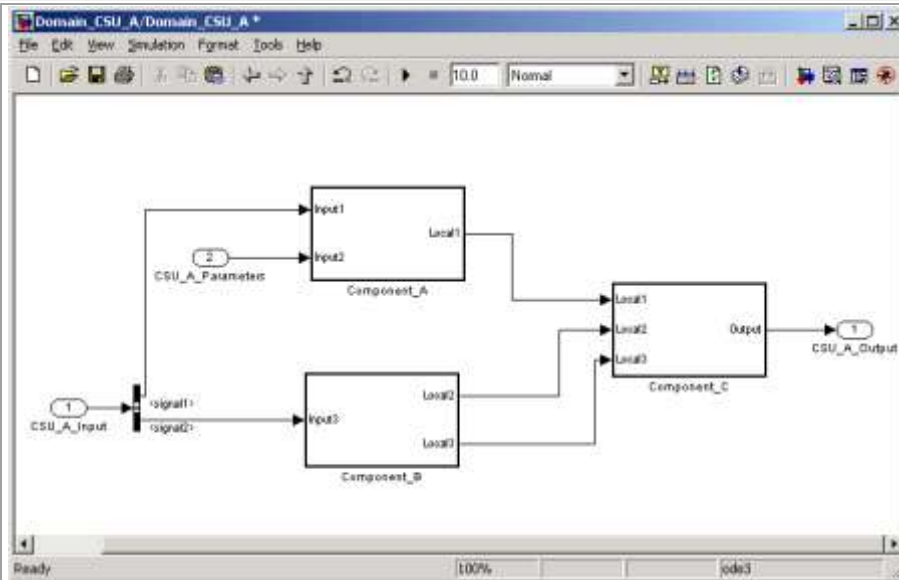 Domain_CSU_A/Domain_CSU_A *
File Edit View Simulation Format Tools Help
10.0 Normal
Input1
Local1
2
Input2
CSU_A_Parameters
Component_A
Local1
Local2 Output 1
CSU_A_Output
Local3
Component_C
Local2
1 <signal1>
CSU_A_Input <signal2> Input3
Local3
Component_B
Ready 100% ode3